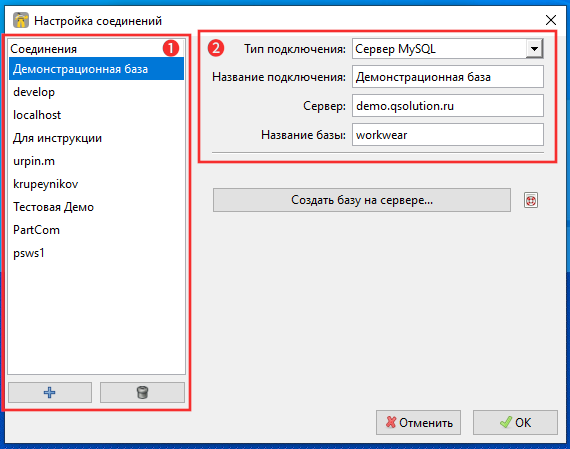 Настройка соединений
Соединения
1
Демонстрационная база
develop
localhost
Для инструкции
urpin.m
krupeynikov
Тестовая Демо
PartCom
psws1
2
Тип подключения: Сервер MySQL
Название подключения: Демонстрационная база
Сервер: demo.qsolution.ru
Название базы: workwear
Создать базу на сервере...
Отменить
OK